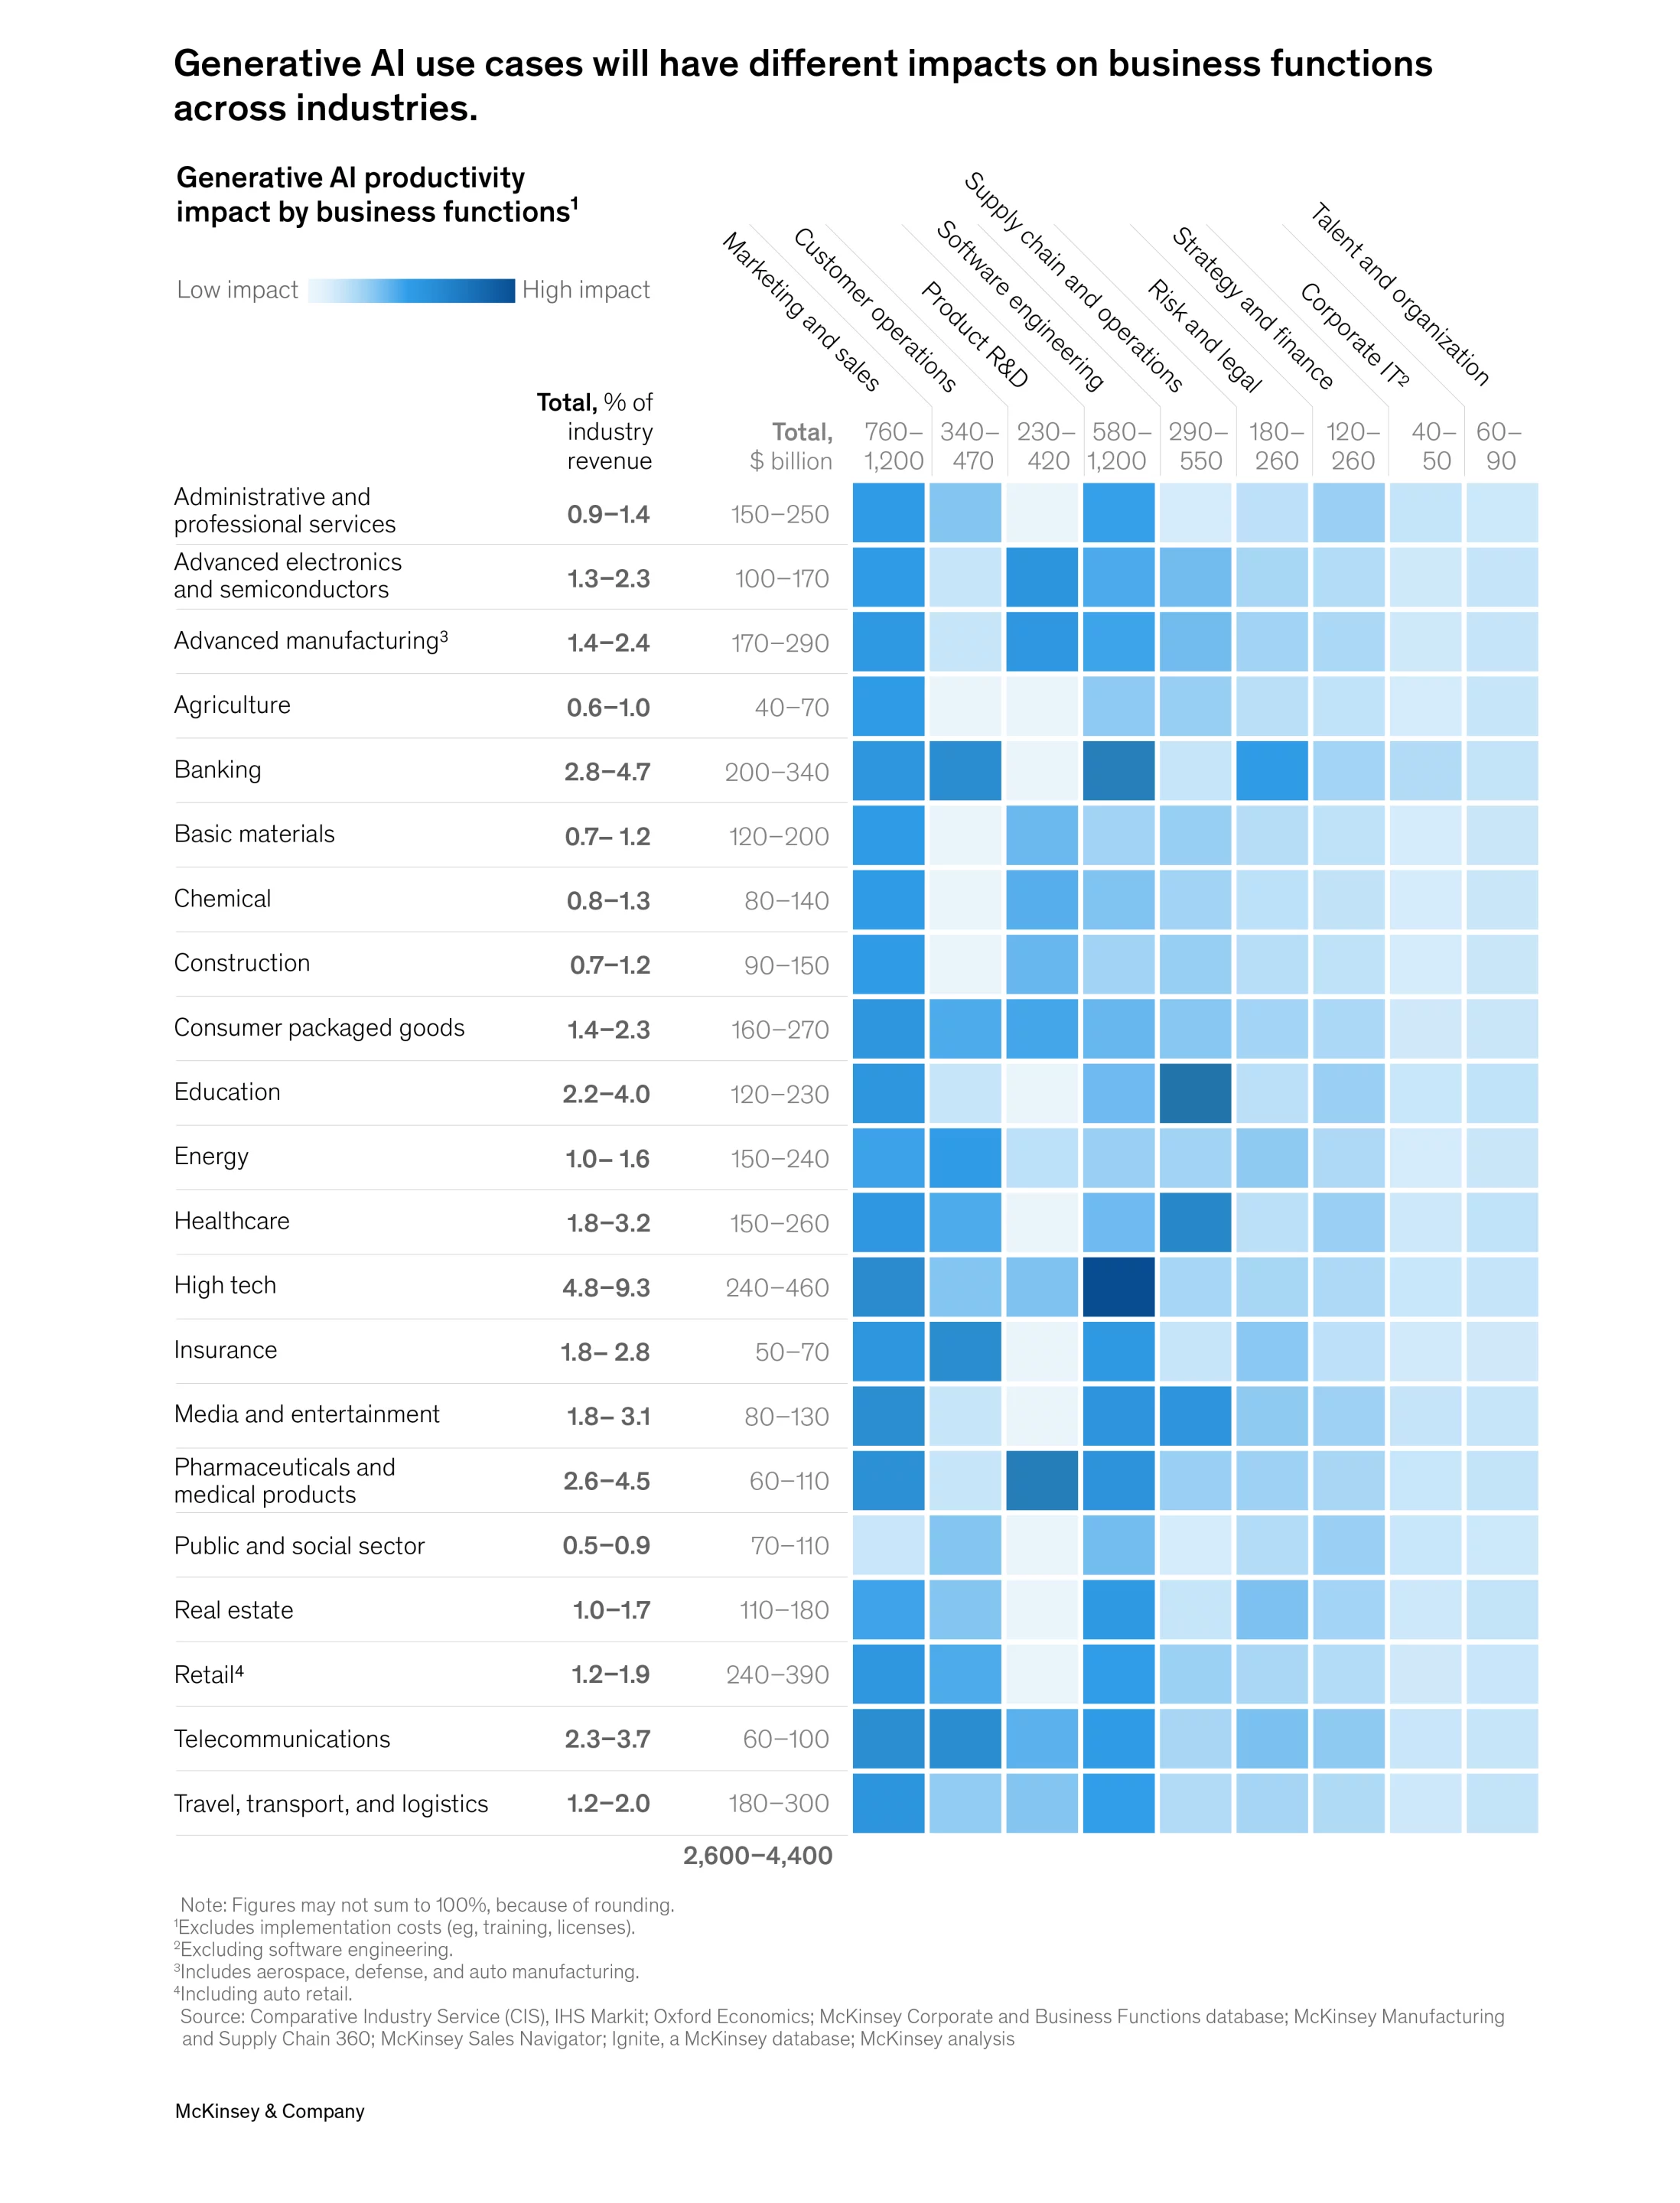 Generative AI use cases will have different impacts on business functions
across industries.
Generative AI productivity
impact by business functions¹
Low impact
High impact
Marketing and sales
Customer operations
Product R&D
Software engineering
Supply chain and operations
Risk and legal
Strategy and finance
Corporate IT²
Talent and organization
Total, % of
industry
revenue
Total,
$ billion
760–
1,200
340–
470
230–
420
580–
1,200
290–
550
180–
260
120–
260
40–
50
60–
90
Administrative and
professional services
0.9–1.4
150–250
Advanced electronics
and semiconductors
1.3–2.3
100–170
Advanced manufacturing³
1.4–2.4
170–290
Agriculture
0.6–1.0
40–70
Banking
2.8–4.7
200–340
Basic materials
0.7– 1.2
120–200
Chemical
0.8–1.3
80–140
Construction
0.7–1.2
90–150
Consumer packaged goods
1.4–2.3
160–270
Education
2.2–4.0
120–230
Energy
1.0– 1.6
150–240
Healthcare
1.8–3.2
150–260
High tech
4.8–9.3
240–460
Insurance
1.8– 2.8
50–70
Media and entertainment
1.8– 3.1
80–130
Pharmaceuticals and
medical products
2.6–4.5
60–110
Public and social sector
0.5–0.9
70–110
Real estate
1.0–1.7
110–180
Retail⁴
1.2–1.9
240–390
Telecommunications
2.3–3.7
60–100
Travel, transport, and logistics
1.2–2.0
180–300
2,600–4,400
Note: Figures may not sum to 100%, because of rounding.
¹Excludes implementation costs (eg, training, licenses).
²Excluding software engineering.
³Includes aerospace, defense, and auto manufacturing.
⁴Including auto retail.
Source: Comparative Industry Service (CIS), IHS Markit; Oxford Economics; McKinsey Corporate and Business Functions database; McKinsey Manufacturing
and Supply Chain 360; McKinsey Sales Navigator; Ignite, a McKinsey database; McKinsey analysis
McKinsey & Company